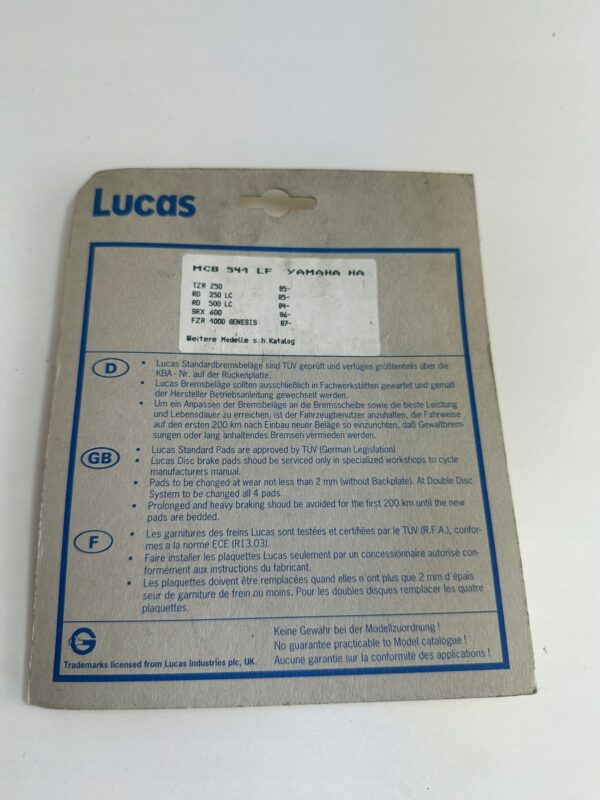 Lucas
MCB 541 LF YAMAHA HA
TZR 250 85-
RD 350 LC 85-
RD 500 LC 84-
SRX 600 86-
FZR 1000 GENESIS 87-
Weitere Modelle s.h.Katalog
D
• Lucas Standardbremsbeläge sind TÜV geprüft und verfügen größtenteils über die
KBA - Nr. auf der Rückenplatte.
• Lucas Bremsbeläge sollten ausschließlich in Fachwerkstätten gewartet und gemäß
der Hersteller Betriebsanleitung gewechselt werden.
• Um ein Anpassen der Bremsbeläge an die Bremsscheibe sowie die beste Leistung
und Lebensdauer zu erreichen, ist der Fahrzeugbenutzer anzuhalten, die Fahrweise
auf den ersten 200 km nach Einbau neuer Beläge so einzurichten, daß Gewaltbrem-
sungen oder lang anhaltendes Bremsen vermieden werden.
GB
• Lucas Standard Pads are approved by TÜV (German Legislation)
• Lucas Disc brake pads shoud be serviced only in specialized workshops to cycle
manufacturers manual.
• Pads to be changed at wear not less than 2 mm (without Backplate). At Double Disc
System to be changed all 4 pads.
• Prolonged and heavy braking shoud be avoided for the first 200 km until the new
pads are bedded.
F
• Les garnitures des freins Lucas sont testées et certifiées par le TÜV (R.F.A.), confor-
mes à la norme ECE (R13.03).
• Faire installer les plaquettes Lucas seulement par un concessionnaire autorisé con-
formément aux instructions du fabricant.
• Les plaquettes doivent être remplacées quand elles n'ont plus que 2 mm d'épais
seur de garniture de frein ou moins. Pour les doubles disques remplacer les quatre
plaquettes.
Keine Gewähr bei der Modellzuordnung !
No guarantee practicable to Model catalogue !
Aucune garantie sur la conformité des applications !
Trademarks licensed from Lucas Industries plc, UK.